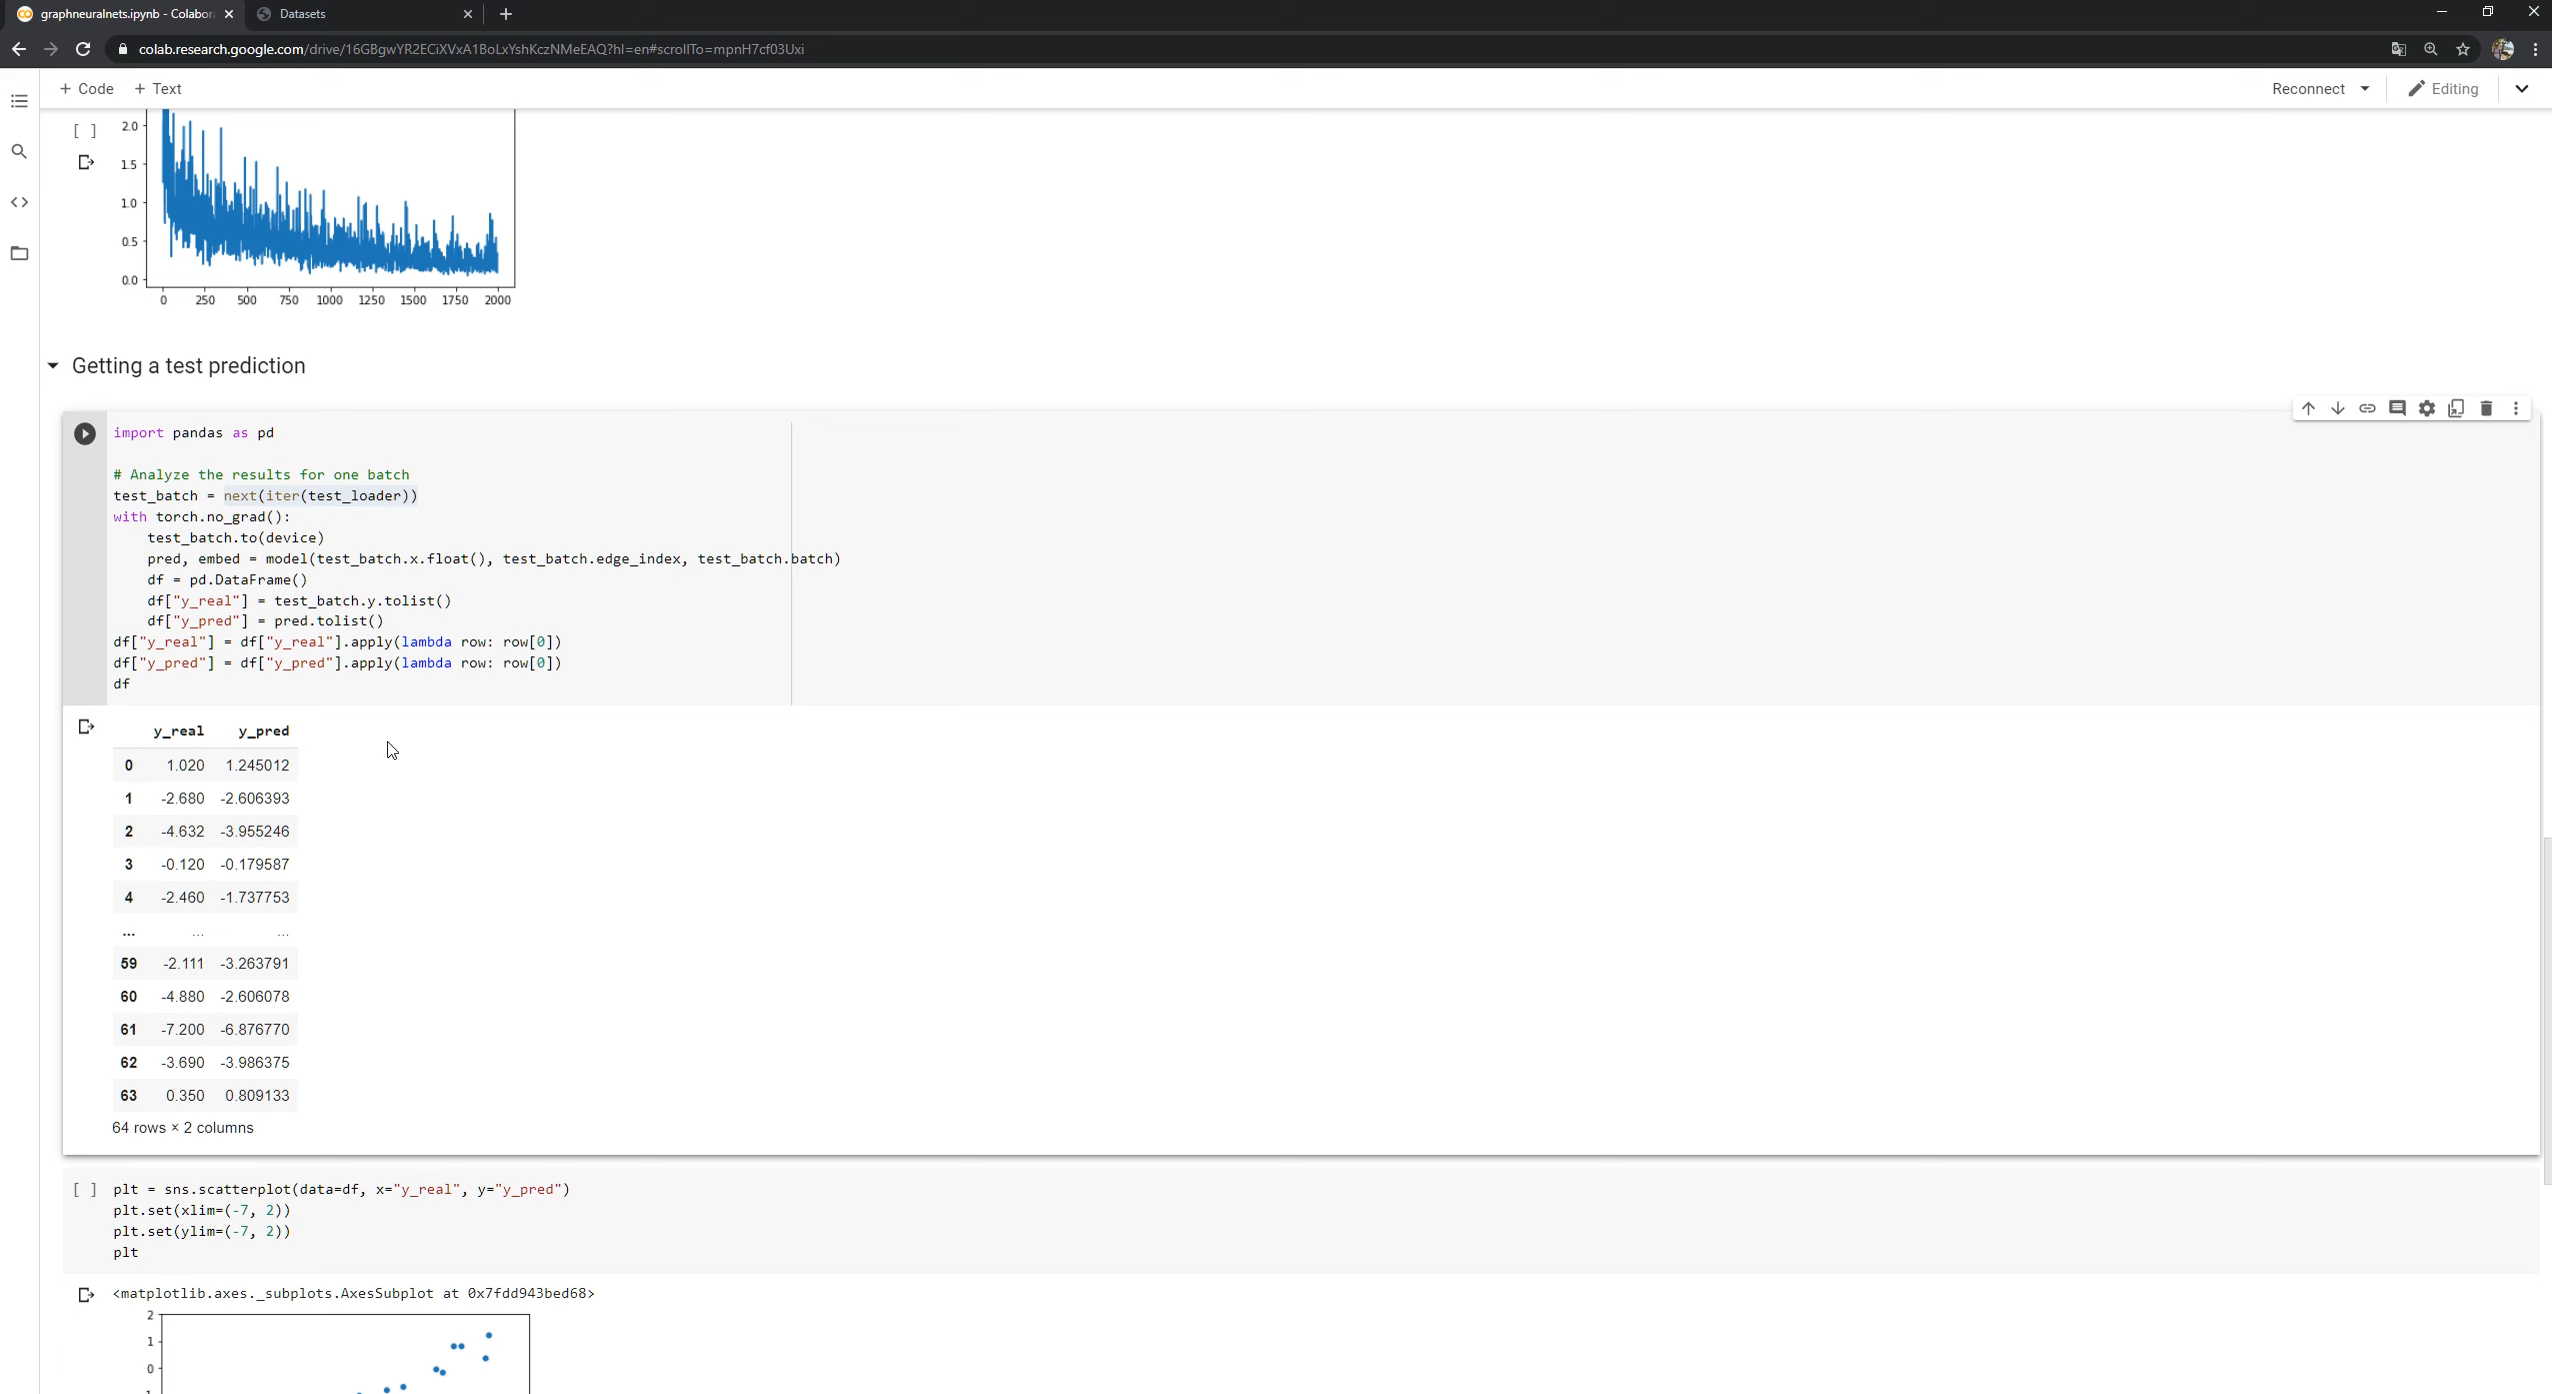 graphneuralnets.ipynb - Colabor
Datasets
colab.research.google.com/drive/16GBgwYR2ECiXVxA1BoLxYshKczNMeEAQ?hl=en#scrollTo=mpnH7cf03Uxi
+ Code + Text
Reconnect
Editing
[ ]
2.0
1.5
1.0
0.5
0.0
0 250 500 750 1000 1250 1500 1750 2000
Getting a test prediction
import pandas as pd
# Analyze the results for one batch
test_batch = next(iter(test_loader))
with torch.no_grad():
    test_batch.to(device)
    pred, embed = model(test_batch.x.float(), test_batch.edge_index, test_batch.batch)
    df = pd.DataFrame()
    df["y_real"] = test_batch.y.tolist()
    df["y_pred"] = pred.tolist()
df["y_real"] = df["y_real"].apply(lambda row: row[0])
df["y_pred"] = df["y_pred"].apply(lambda row: row[0])
df
y_real y_pred
0 1.020 1.245012
1 -2.680 -2.606393
2 -4.632 -3.955246
3 -0.120 -0.179587
4 -2.460 -1.737753
... ... ...
59 -2.111 -3.263791
60 -4.880 -2.606078
61 -7.200 -6.876770
62 -3.690 -3.986375
63 0.350 0.809133
64 rows × 2 columns
[ ] plt = sns.scatterplot(data=df, x="y_real", y="y_pred")
plt.set(xlim=(-7, 2))
plt.set(ylim=(-7, 2))
plt
<matplotlib.axes._subplots.AxesSubplot at 0x7fdd943bed68>
2
1
0